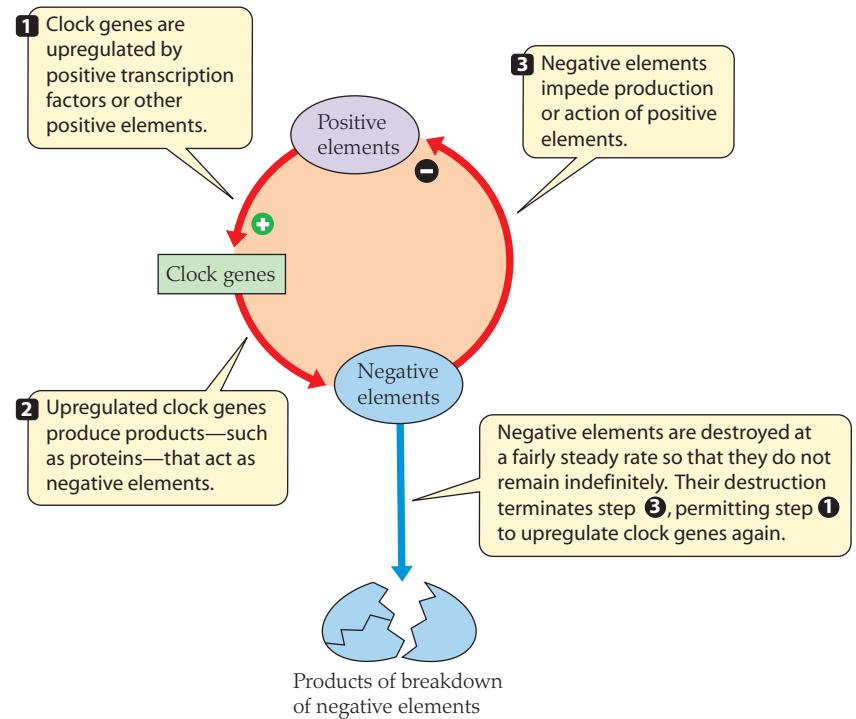 1 Clock genes are
upregulated by
positive transcription
factors or other
positive elements.
3 Negative elements
impede production
or action of positive
elements.
Positive
elements
−
+
Clock genes
Negative
elements
2 Upregulated clock genes
produce products—such
as proteins—that act as
negative elements.
Negative elements are destroyed at
a fairly steady rate so that they do not
remain indefinitely. Their destruction
terminates step 3, permitting step 1
to upregulate clock genes again.
Products of breakdown
of negative elements